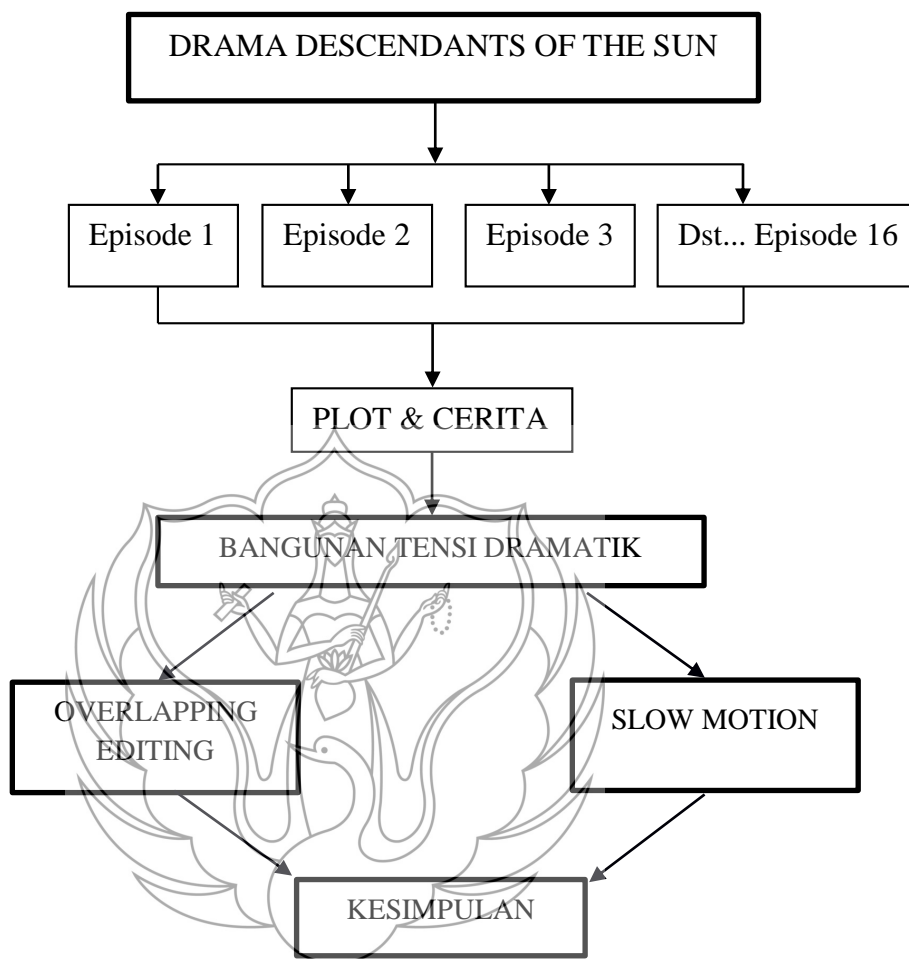 DRAMA DESCENDANTS OF THE SUN
Episode 1
Episode 2
Episode 3
Dst... Episode 16
PLOT & CERITA
BANGUNAN TENSI DRAMATIK
OVERLAPPING
EDITING
SLOW MOTION
KESIMPULAN